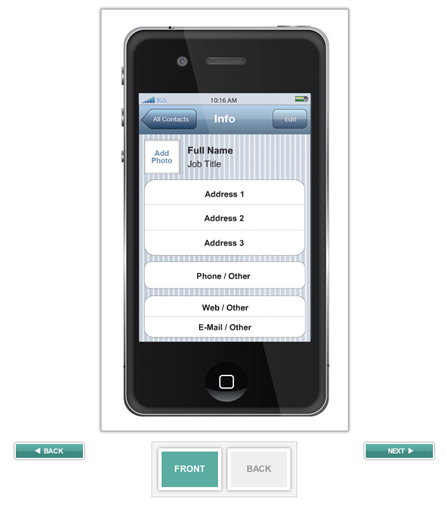 3GS 10:16 AM
All Contacts Info Edit
Add
Photo
Full Name
Job Title
Address 1
Address 2
Address 3
Phone / Other
Web / Other
E-Mail / Other
BACK NEXT
FRONT BACK